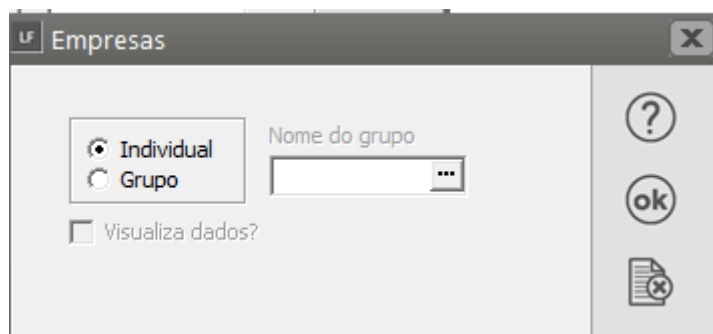 LF Empresas
Individual
Grupo
Nome do grupo
...
Visualiza dados?
?
ok